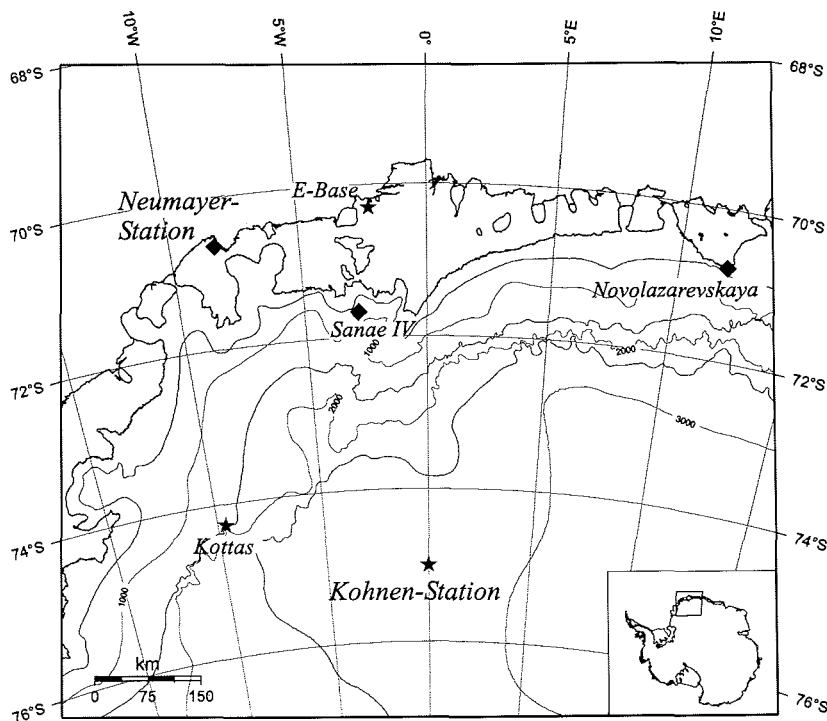 10°W
5°W
0°
5°E
10°E
68°S
68°S
E-Base
Neumayer-
Station
70°S
70°S
Novolazarevskaya
Sanae IV
1000
2000
72°S
72°S
2000
3000
74°S
74°S
Kottas
Kohnen-Station
1000
km
0 75 150
76°S
76°S